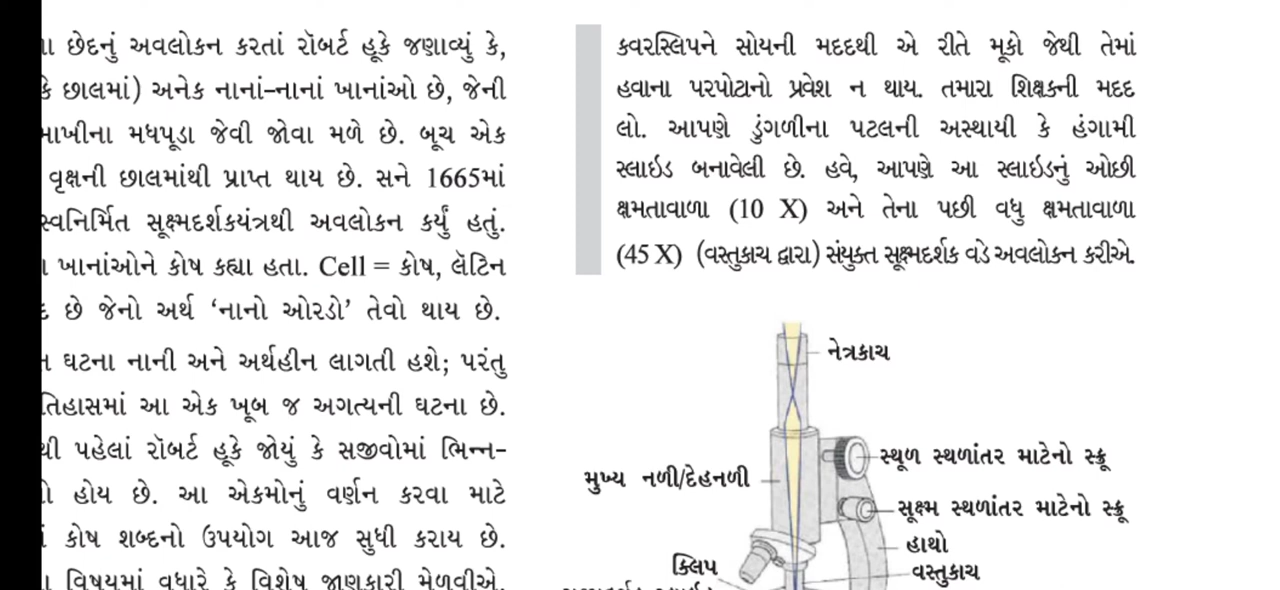 છેદનું અવલોકન કરતાં રૉબર્ટ હૂકે જણાવ્યું કે,
કે છાલમાં) અનેક નાનાં-નાનાં ખાનાંઓ છે, જેની
મધપૂડા જેવી જોવા મળે છે. બૂચ એક
વૃક્ષની છાલમાંથી પ્રાપ્ત થાય છે. સને 1665માં
સ્વનિર્મિત સૂક્ષ્મદર્શકયંત્રથી અવલોકન કર્યું હતું.
ખાનાંઓને કોષ કહ્યા હતા. Cell = કોષ, લૅટિન
છે જેનો અર્થ ‘નાનો ઓરડો’ તેવો થાય છે.
ઘટના નાની અને અર્થહીન લાગતી હશે; પરંતુ
આ એક ખૂબ જ અગત્યની ઘટના છે.
પહેલાં રૉબર્ટ હૂકે જોયું કે સજીવોમાં ભિન્ન-
હોય છે. આ એકમોનું વર્ણન કરવા માટે
કોષ શબ્દનો ઉપયોગ આજ સુધી કરાય છે.
વિષયમાં વધારે કે વિશેષ જાણકારી મેળવીએ.
કવરસ્લિપને સોયની મદદથી એ રીતે મૂકો જેથી તેમાં
હવાના પરપોટાનો પ્રવેશ ન થાય. તમારા શિક્ષકની મદદ
લો. આપણે ડુંગળીના પટલની અસ્થાયી કે હંગામી
સ્લાઇડ બનાવેલી છે. હવે, આપણે આ સ્લાઇડનું ઓછી
ક્ષમતાવાળા (10 X) અને તેના પછી વધુ ક્ષમતાવાળા
(45 X) (વસ્તુકાચ દ્વારા) સંયુક્ત સૂક્ષ્મદર્શક વડે અવલોકન કરીએ.
નેત્રકાચ
સ્થૂળ સ્થળાંતર માટેનો સ્ક્રૂ
મુખ્ય નળી/દેહનળી
સૂક્ષ્મ સ્થળાંતર માટેનો સ્ક્રૂ
હાથો
ક્લિપ
વસ્તુકાચ